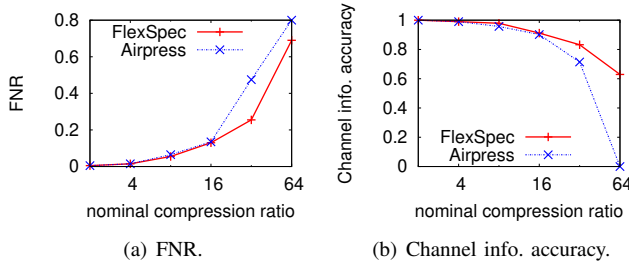 FlexSpec
Airpress
FNR
0.8
0.6
0.4
0.2
0
4
16
64
nominal compression ratio
(a) FNR.
Channel info. accuracy
1
0.8
0.6
0.4
0.2
0
FlexSpec
Airpress
4
16
64
nominal compression ratio
(b) Channel info. accuracy.